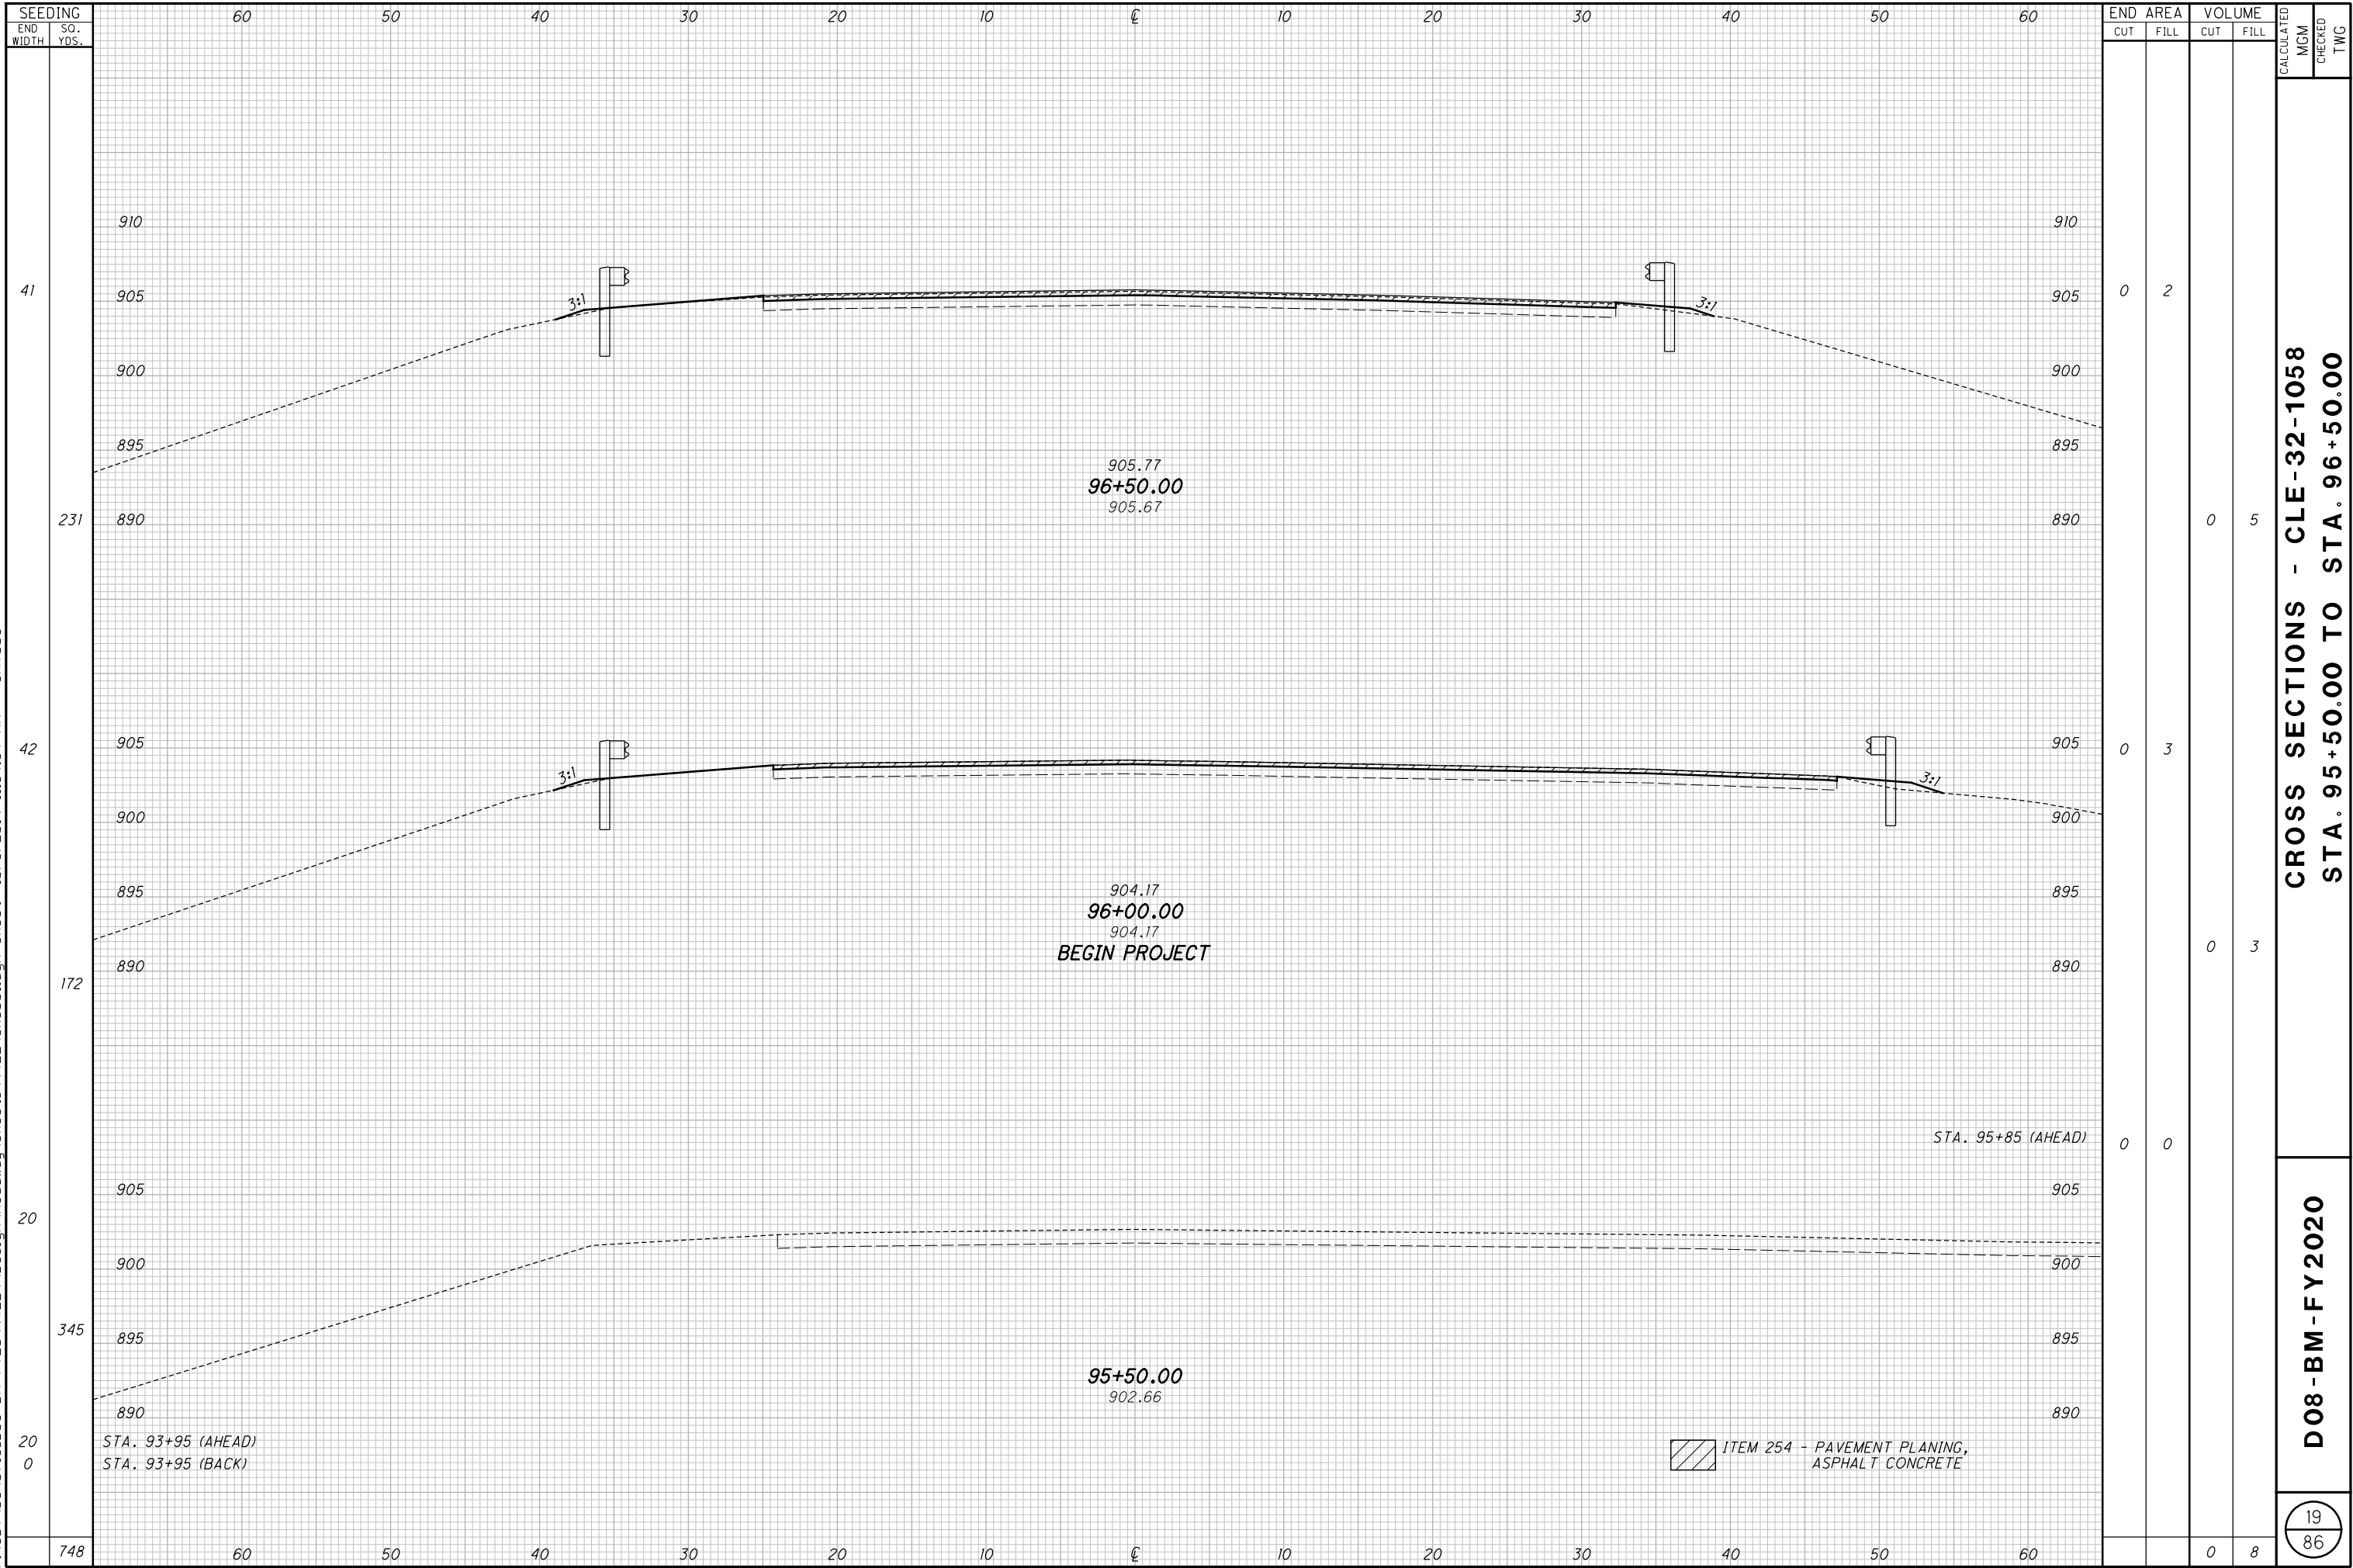 SEEDING
END WIDTH
SQ. YDS.
60 50 40 30 20 10 ℄ 10 20 30 40 50 60
END AREA
VOLUME
CUT FILL CUT FILL
CALCULATED
MGM
CHECKED
TWG
910 910
41
3:1
3:1
905 905
0 2
900 900
895 895
905.77
96+50.00
905.67
231
890 890
0 5
42
905 905
0 3
3:1
3:1
900 900
895 895
904.17
96+00.00
904.17
BEGIN PROJECT
0 3
890 890
172
STA. 95+85 (AHEAD)
0 0
905 905
20
900 900
345
895 895
95+50.00
902.66
890 890
20
STA. 93+95 (AHEAD)
0
STA. 93+95 (BACK)
ITEM 254 - PAVEMENT PLANING,
ASPHALT CONCRETE
748
60 50 40 30 20 10 ℄ 10 20 30 40 50 60
0 8
CROSS SECTIONS - CLE-32-1058
STA. 95+50.00 TO STA. 96+50.00
D08-BM-FY2020
19
86